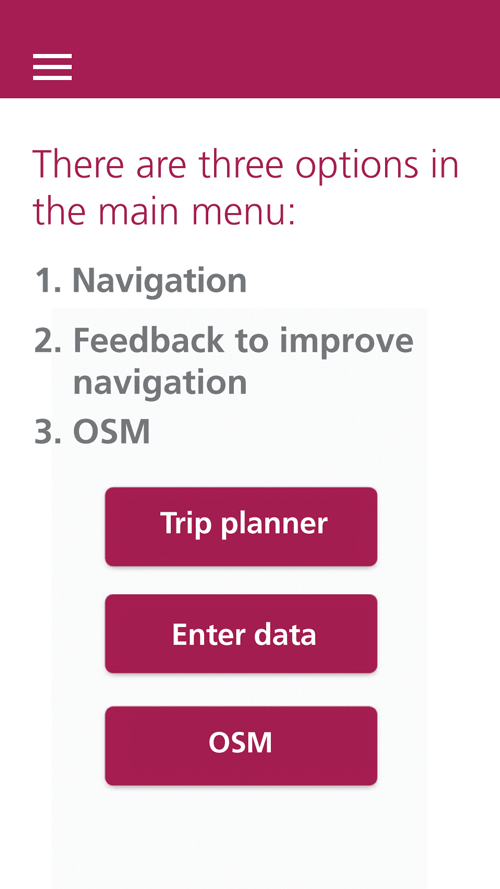 There are three options in
the main menu:
1. Navigation
2. Feedback to improve
navigation
3. OSM
Trip planner
Enter data
OSM